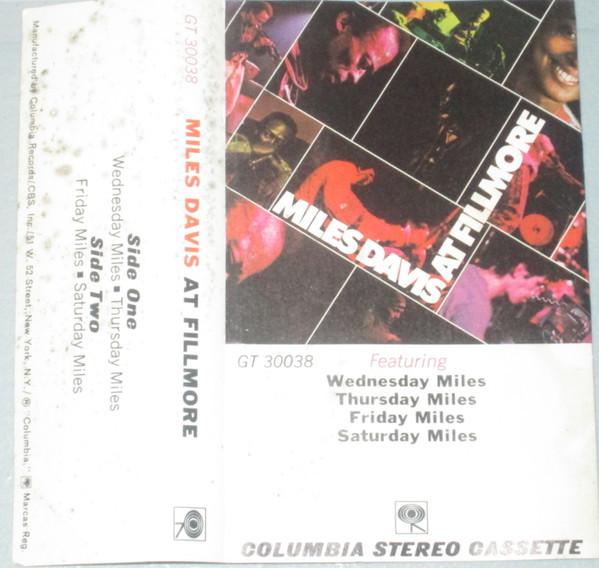 Manufactured by Columbia Records/CBS, Inc./51 W. 52 Street, New York, N.Y./® "Columbia," Marcas Reg.
Side One
Wednesday Miles ■ Thursday Miles
Side Two
Friday Miles ■ Saturday Miles
GT 30038 MILES DAVIS AT FILLMORE
MILES DAVIS
AT FILLMORE
GT 30038 Featuring
Wednesday Miles
Thursday Miles
Friday Miles
Saturday Miles
COLUMBIA STEREO CASSETTE